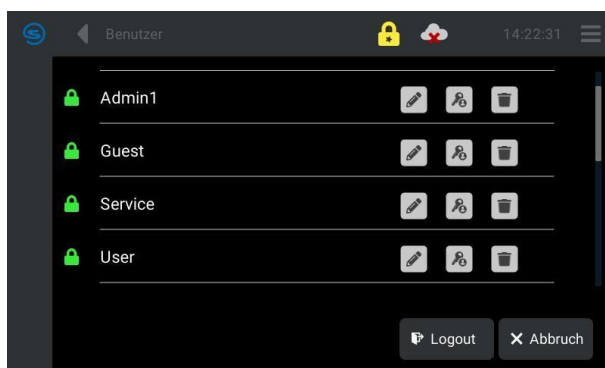 Benutzer 14:22:31
Admin1
Guest
Service
User
Logout Abbruch